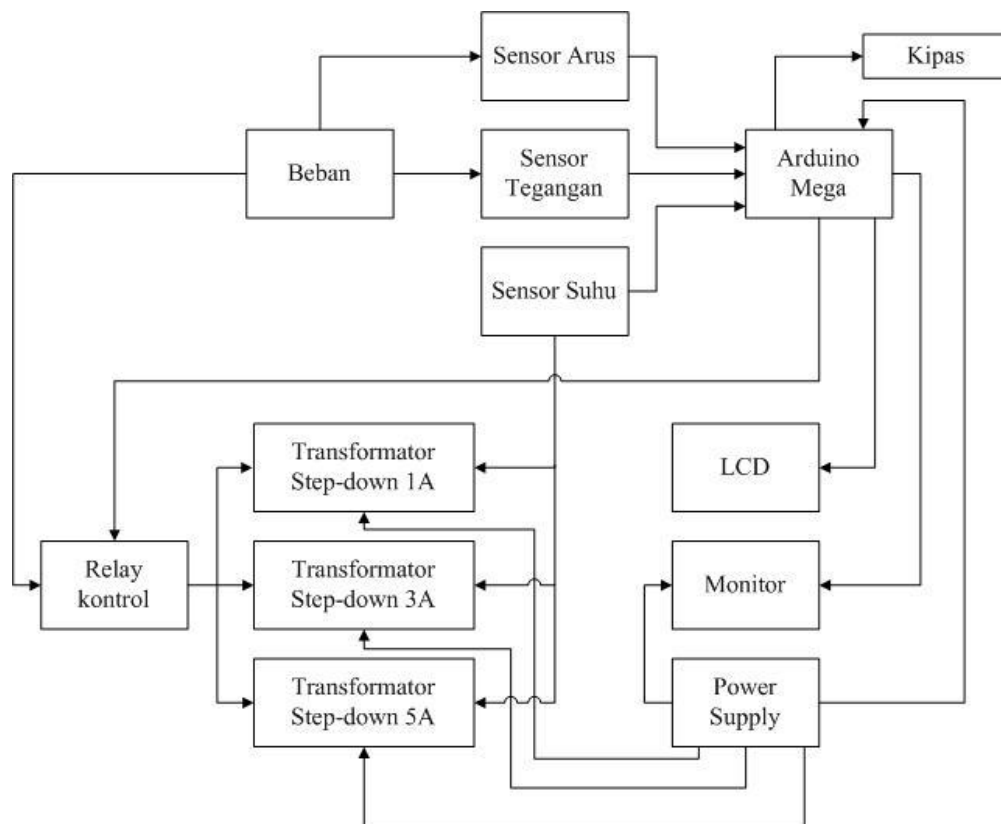 Sensor Arus
Kipas
Beban
Sensor
Tegangan
Arduino
Mega
Sensor Suhu
Transformator
Step-down 1A
LCD
Relay
kontrol
Transformator
Step-down 3A
Monitor
Transformator
Step-down 5A
Power
Supply